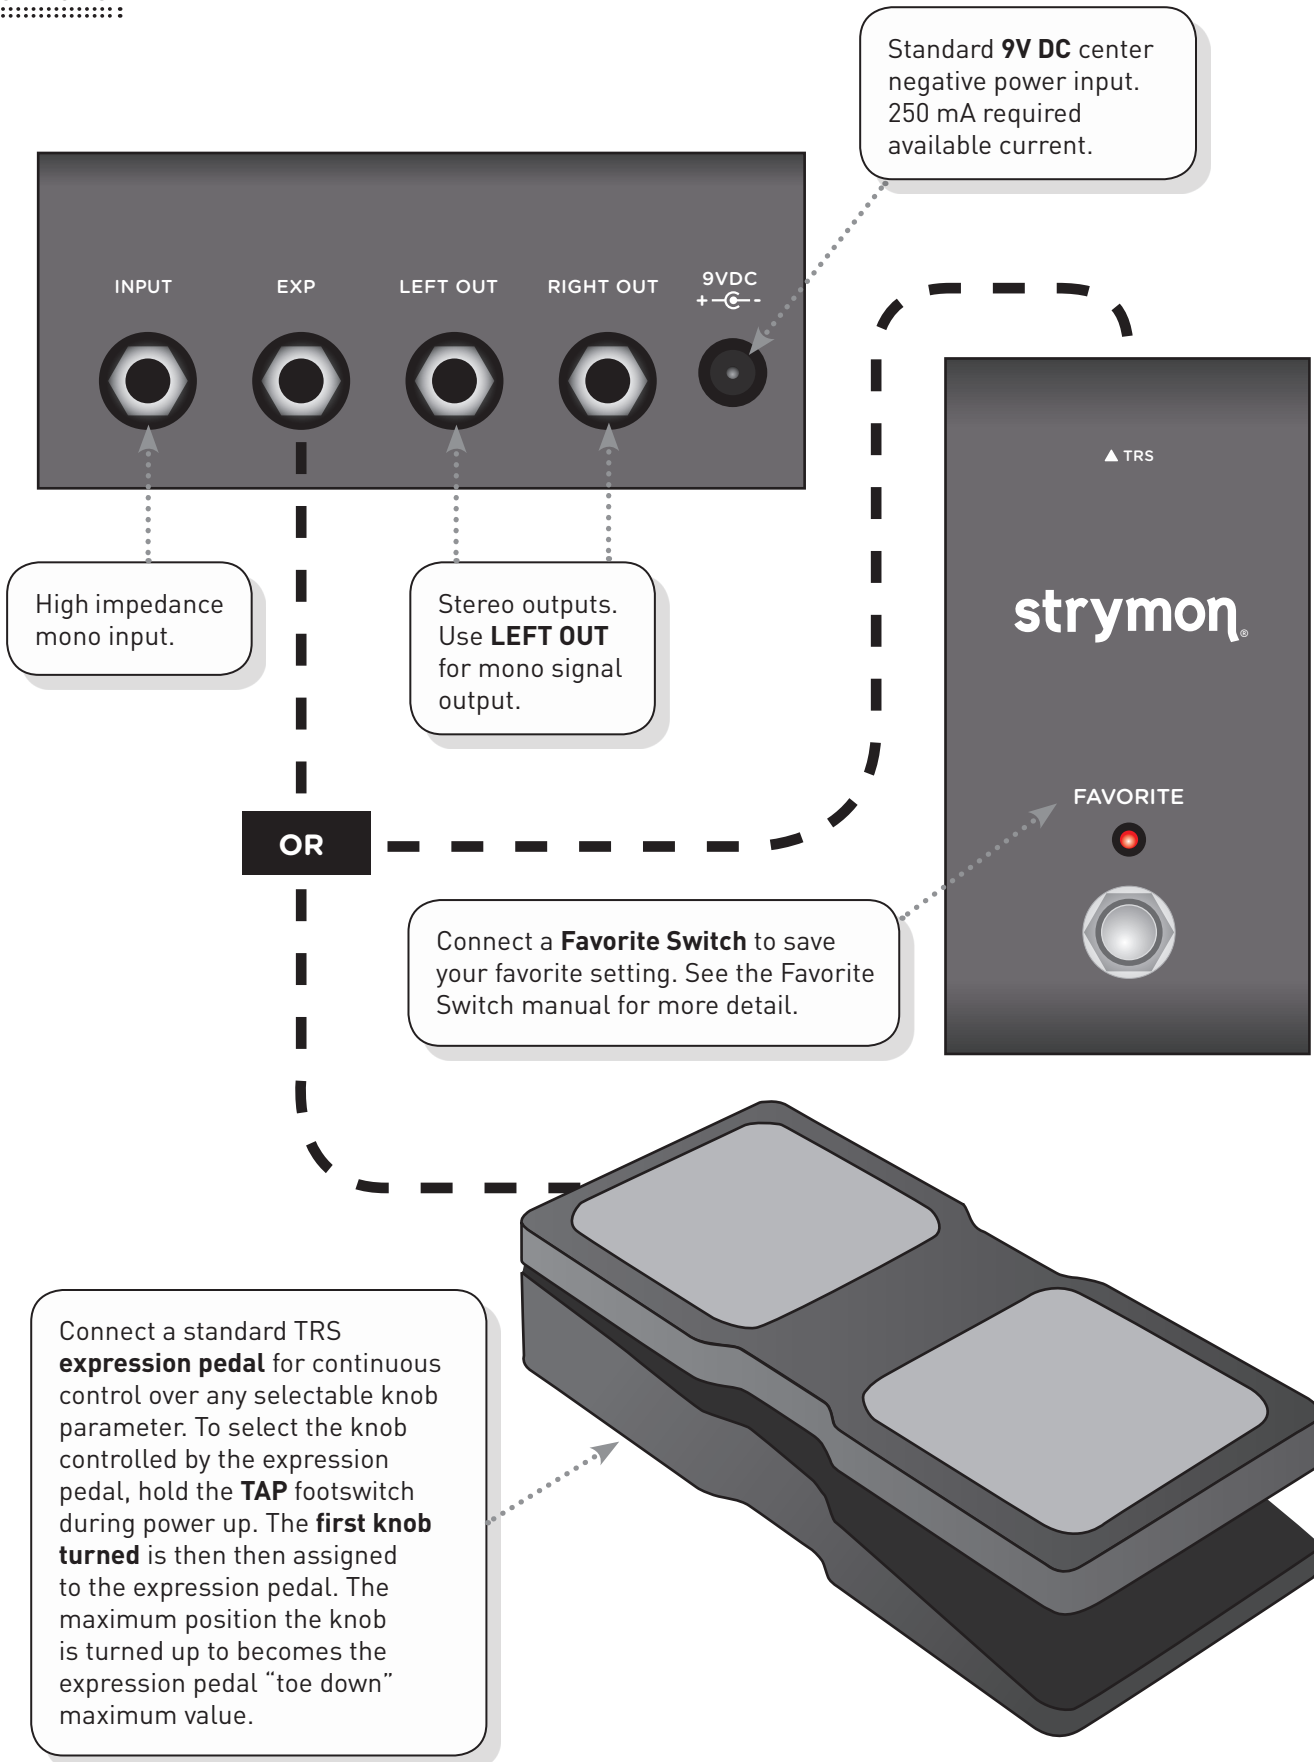 Standard 9V DC center
negative power input.
250 mA required
available current.
INPUT
EXP
LEFT OUT
RIGHT OUT
9VDC
+ -
TRS
strymon®
High impedance
mono input.
Stereo outputs.
Use LEFT OUT
for mono signal
output.
FAVORITE
OR
Connect a Favorite Switch to save
your favorite setting. See the Favorite
Switch manual for more detail.
Connect a standard TRS
expression pedal for continuous
control over any selectable knob
parameter. To select the knob
controlled by the expression
pedal, hold the TAP footswitch
during power up. The first knob
turned is then then assigned
to the expression pedal. The
maximum position the knob
is turned up to becomes the
expression pedal “toe down”
maximum value.